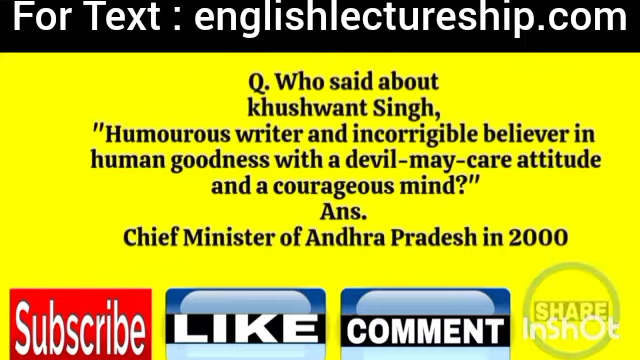 For Text : englishlectureship.com
Q. Who said about
khushwant Singh,
"Humourous writer and incorrigible believer in
human goodness with a devil-may-care attitude
and a courageous mind?"
Ans.
Chief Minister of Andhra Pradesh in 2000
Subscribe
LIKE
COMMENT
SHARE
InShOt